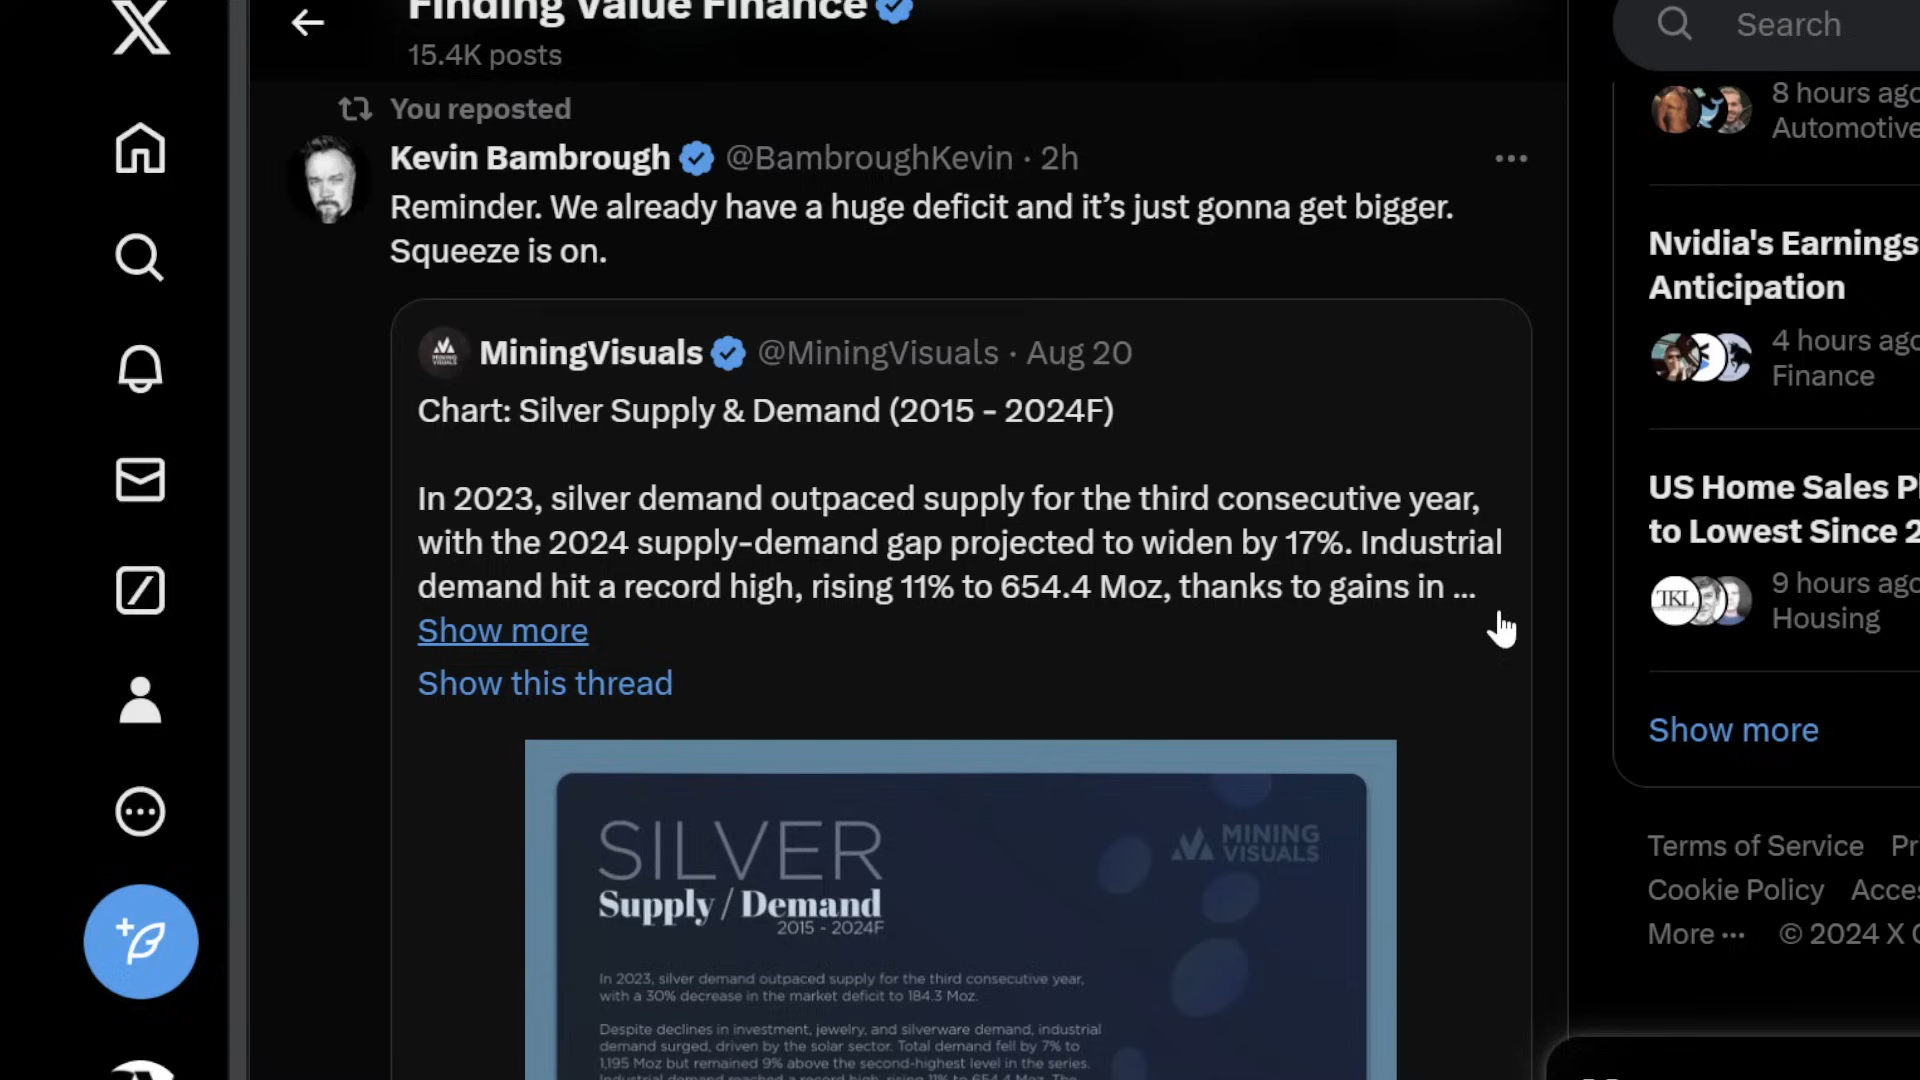 Finding Value Finance
15.4K posts
You reposted
Kevin Bambrough @BambroughKevin · 2h
Reminder. We already have a huge deficit and it’s just gonna get bigger.
Squeeze is on.
MiningVisuals @MiningVisuals · Aug 20
Chart: Silver Supply & Demand (2015 - 2024F)
In 2023, silver demand outpaced supply for the third consecutive year,
with the 2024 supply-demand gap projected to widen by 17%. Industrial
demand hit a record high, rising 11% to 654.4 Moz, thanks to gains in ...
Show more
Show this thread
SILVER
Supply / Demand
2015 - 2024F
MINING
VISUALS
In 2023, silver demand outpaced supply for the third consecutive year,
with a 30% decrease in the market deficit to 184.3 Moz.
Despite declines in investment, jewelry, and silverware demand, industrial
demand surged, driven by the solar sector. Total demand fell by 7% to
1,195 Moz but remained 9% above the second-highest level in the series.
Industrial demand reached a record high, rising 11% to 654.4 Moz. The
Search
8 hours ago
Automotive
Nvidia's Earnings
Anticipation
4 hours ago
Finance
US Home Sales Pl
to Lowest Since 2
TKL
9 hours ago
Housing
Show more
Terms of Service Pr
Cookie Policy Acces
More ··· © 2024 X C